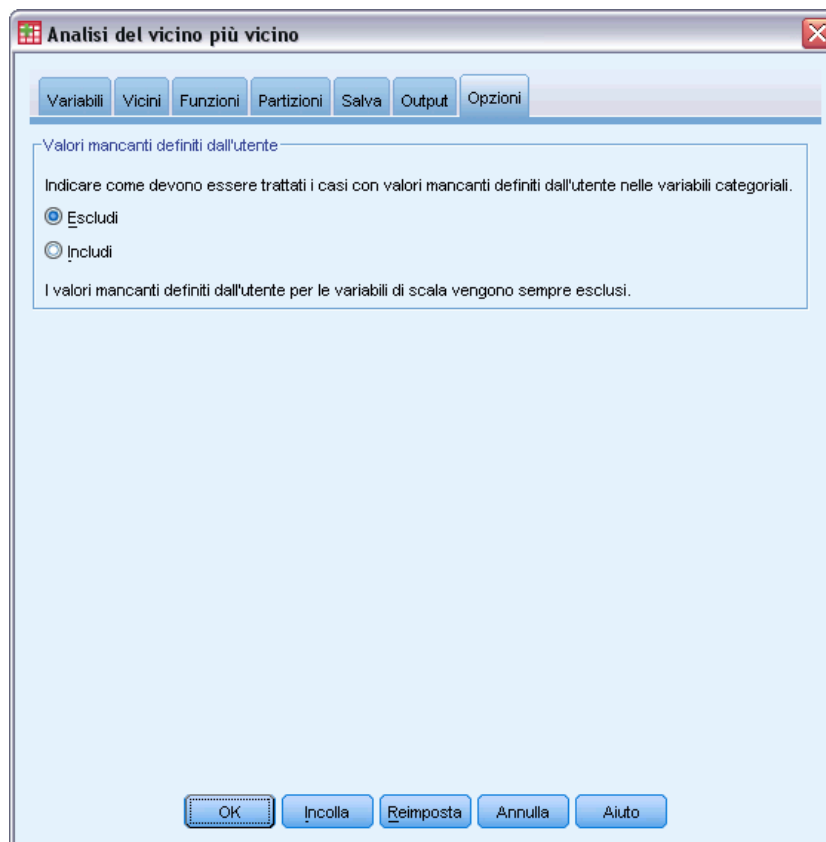 Analisi del vicino più vicino
Variabili Vicini Funzioni Partizioni Salva Output Opzioni
Valori mancanti definiti dall'utente
Indicare come devono essere trattati i casi con valori mancanti definiti dall'utente nelle variabili categoriali.
Escludi
Includi
I valori mancanti definiti dall'utente per le variabili di scala vengono sempre esclusi.
OK Incolla Reimposta Annulla Aiuto